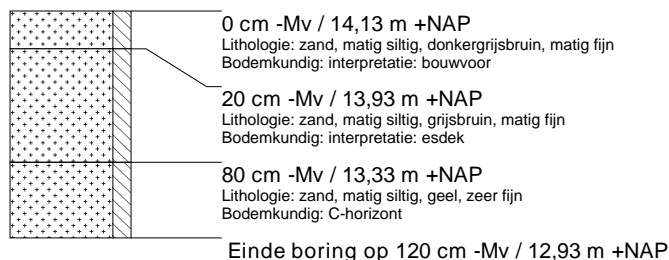 0 cm -Mv / 14,13 m +NAP
Lithologie: zand, matig siltig, donkergrijsbruin, matig fijn
Bodemkundig: interpretatie: bouwvoor
20 cm -Mv / 13,93 m +NAP
Lithologie: zand, matig siltig, grijsbruin, matig fijn
Bodemkundig: interpretatie: esdek
80 cm -Mv / 13,33 m +NAP
Lithologie: zand, matig siltig, geel, zeer fijn
Bodemkundig: C-horizont
Einde boring op 120 cm -Mv / 12,93 m +NAP